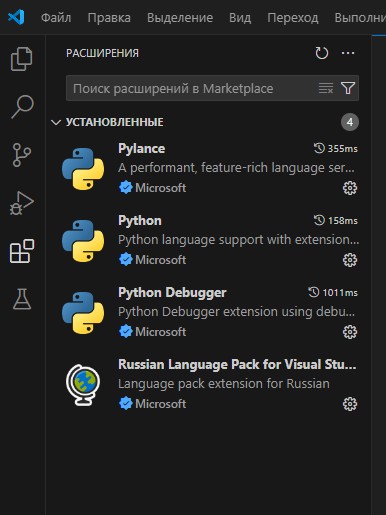 Файл Правка Выделение Вид Переход Выполни
РАСШИРЕНИЯ
Поиск расширений в Marketplace
УСТАНОВЛЕННЫЕ 4
Pylance 355ms
A performant, feature-rich language ser...
Microsoft
Python 158ms
Python language support with extension...
Microsoft
Python Debugger 1011ms
Python Debugger extension using debu...
Microsoft
Russian Language Pack for Visual Stu...
Language pack extension for Russian
Microsoft